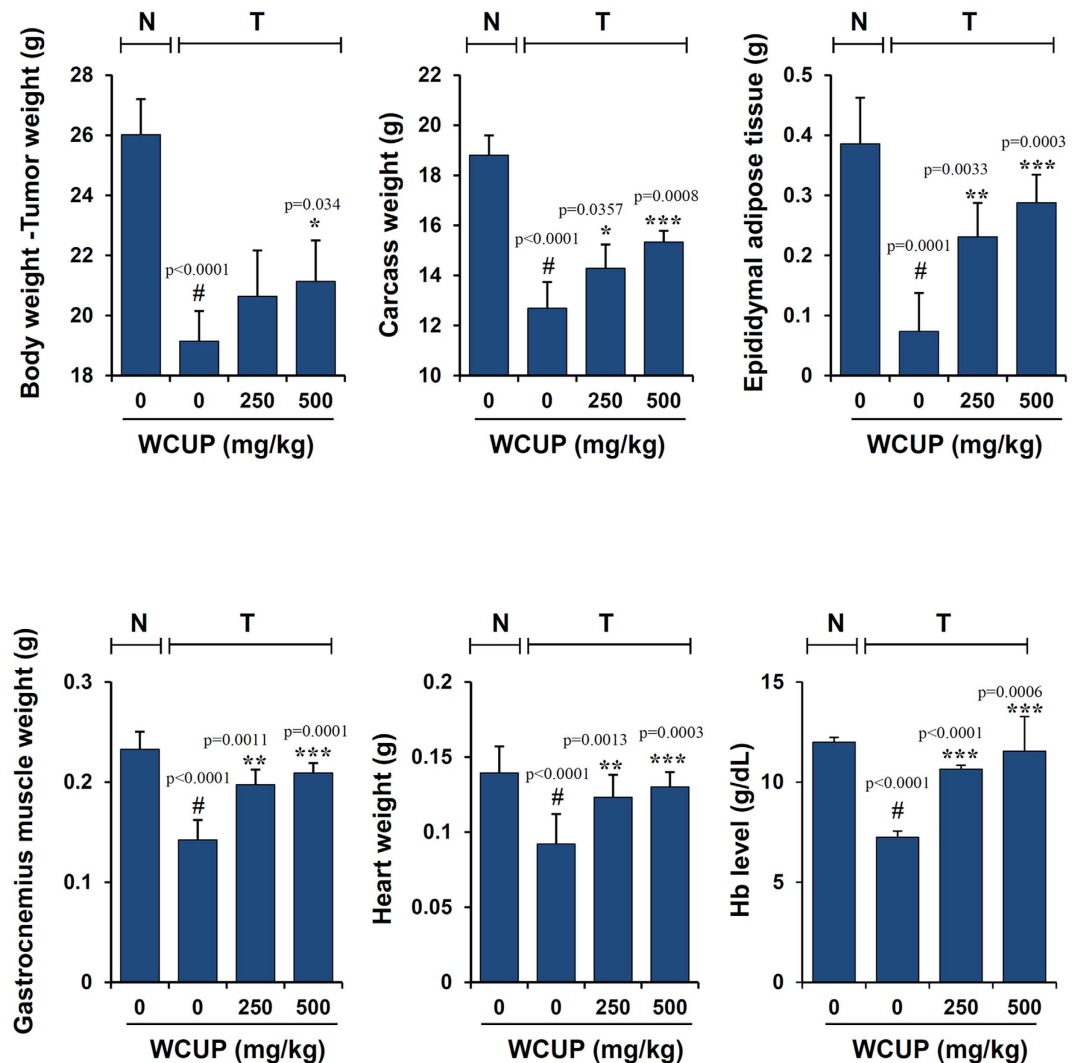 N T
Body weight -Tumor weight (g)
28
26
24
22
20
18
p<0.0001
#
p=0.034
*
0 0 250 500
WCUP (mg/kg)
N T
Carcass weight (g)
22
20
18
16
14
12
10
p<0.0001
#
p=0.0357
*
p=0.0008
***
0 0 250 500
WCUP (mg/kg)
N T
Epididymal adipose tissue (g)
0.5
0.4
0.3
0.2
0.1
0
p=0.0001
#
p=0.0033
**
p=0.0003
***
0 0 250 500
WCUP (mg/kg)
N T
Gastrocnemius muscle weight (g)
0.3
0.2
0.1
0
p<0.0001
#
p=0.0011
**
p=0.0001
***
0 0 250 500
WCUP (mg/kg)
N T
Heart weight (g)
0.2
0.15
0.1
0.05
0
p<0.0001
#
p=0.0013
**
p=0.0003
***
0 0 250 500
WCUP (mg/kg)
N T
Hb level (g/dL)
15
10
5
0
p<0.0001
#
p<0.0001
***
p=0.0006
***
0 0 250 500
WCUP (mg/kg)